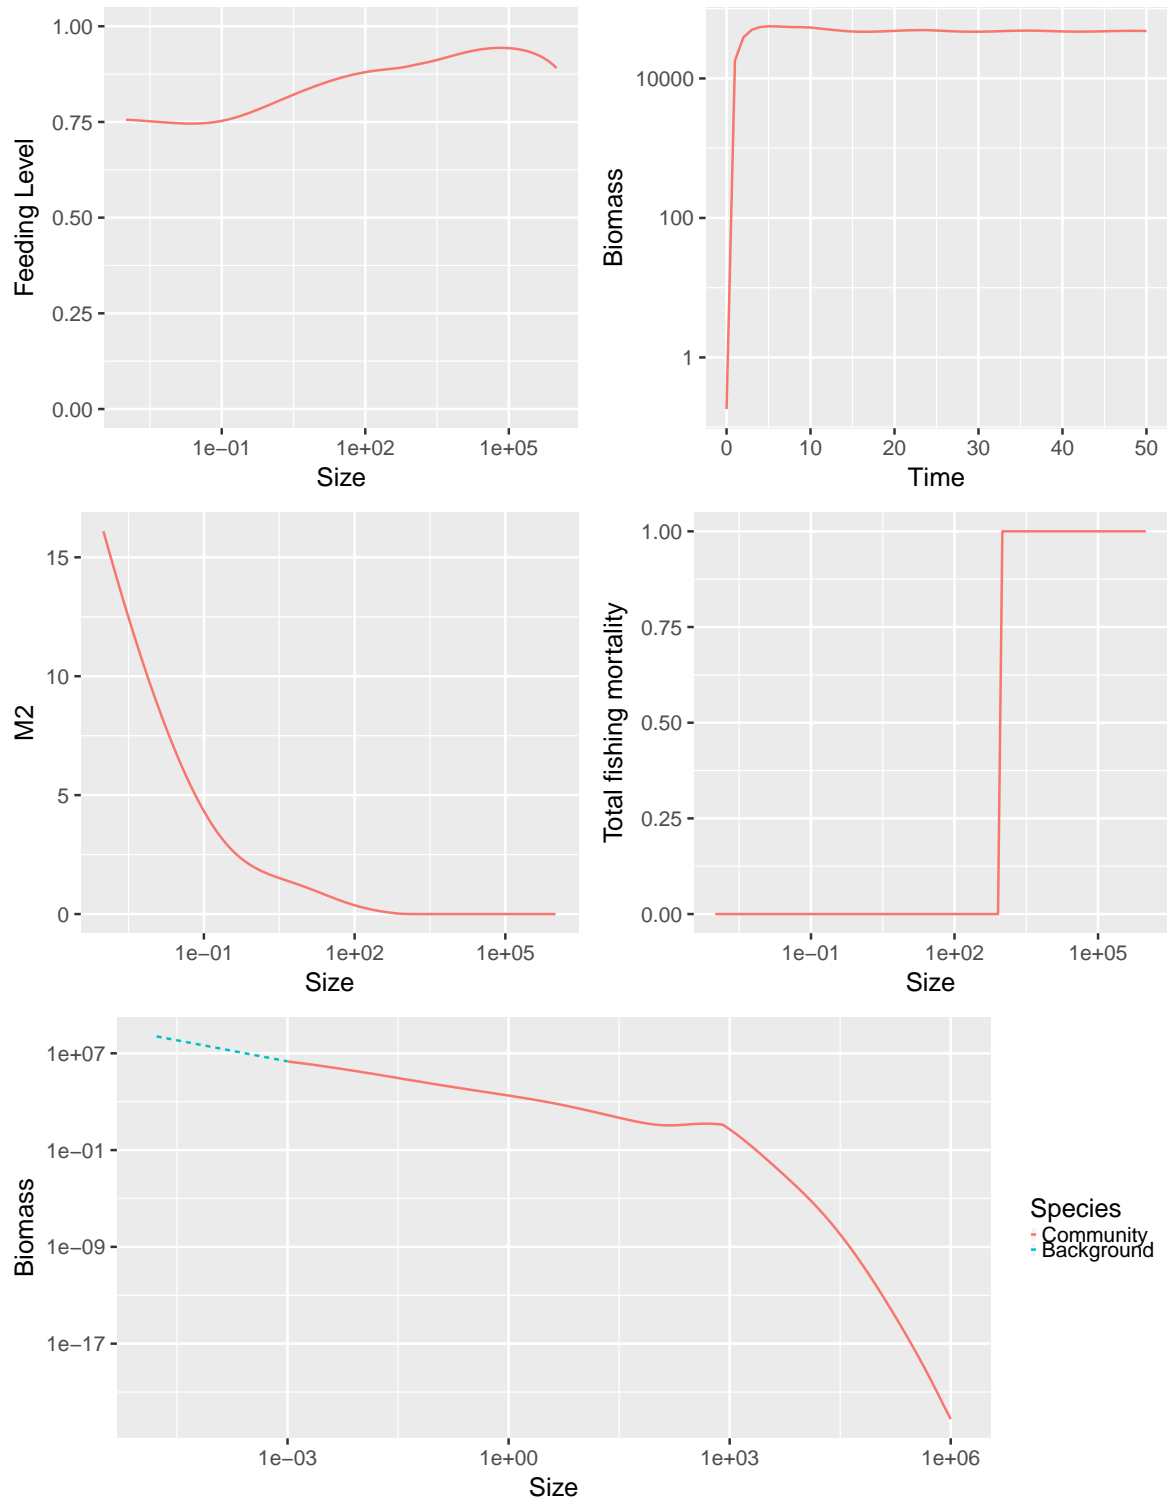 1.00
0.75
0.50
0.25
0.00
Feeding Level
1e−01
1e+02
1e+05
Size
10000
100
1
Biomass
0
10
20
30
40
50
Time
15
10
5
0
M2
1e−01
1e+02
1e+05
Size
1.00
0.75
0.50
0.25
0.00
Total fishing mortality
1e−01
1e+02
1e+05
Size
1e+07
1e−01
1e−09
1e−17
Biomass
1e−03
1e+00
1e+03
1e+06
Size
Species
Community
Background